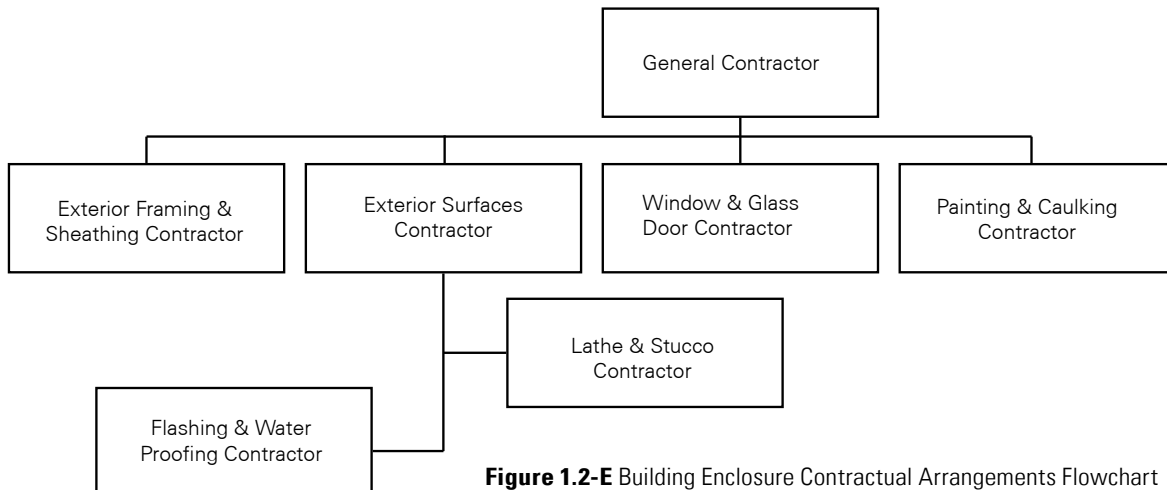 General Contractor
Exterior Framing &
Sheathing Contractor
Exterior Surfaces
Contractor
Window & Glass
Door Contractor
Painting & Caulking
Contractor
Lathe & Stucco
Contractor
Flashing & Water
Proofing Contractor
Figure 1.2-E Building Enclosure Contractual Arrangements Flowchart